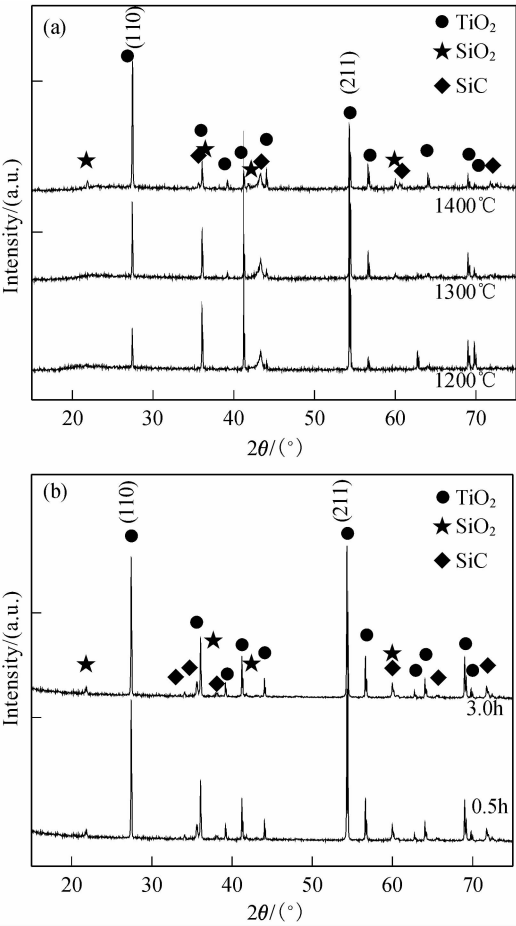 (a)
(110)
(211)
TiO₂
SiO₂
SiC
1400℃
1300℃
1200℃
Intensity/(a.u.)
20 30 40 50 60 70
2θ/(°)
(b)
(110)
(211)
TiO₂
SiO₂
SiC
3.0h
0.5h
Intensity/(a.u.)
20 30 40 50 60 70
2θ/(°)